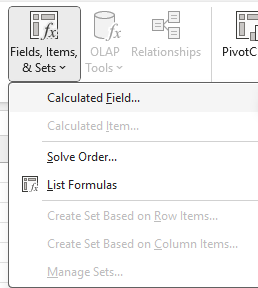 Fields, Items, OLAP Relationships PivotC
& Sets Tools
Calculated Field...
Calculated Item...
Solve Order...
List Formulas
Create Set Based on Row Items...
Create Set Based on Column Items...
Manage Sets...